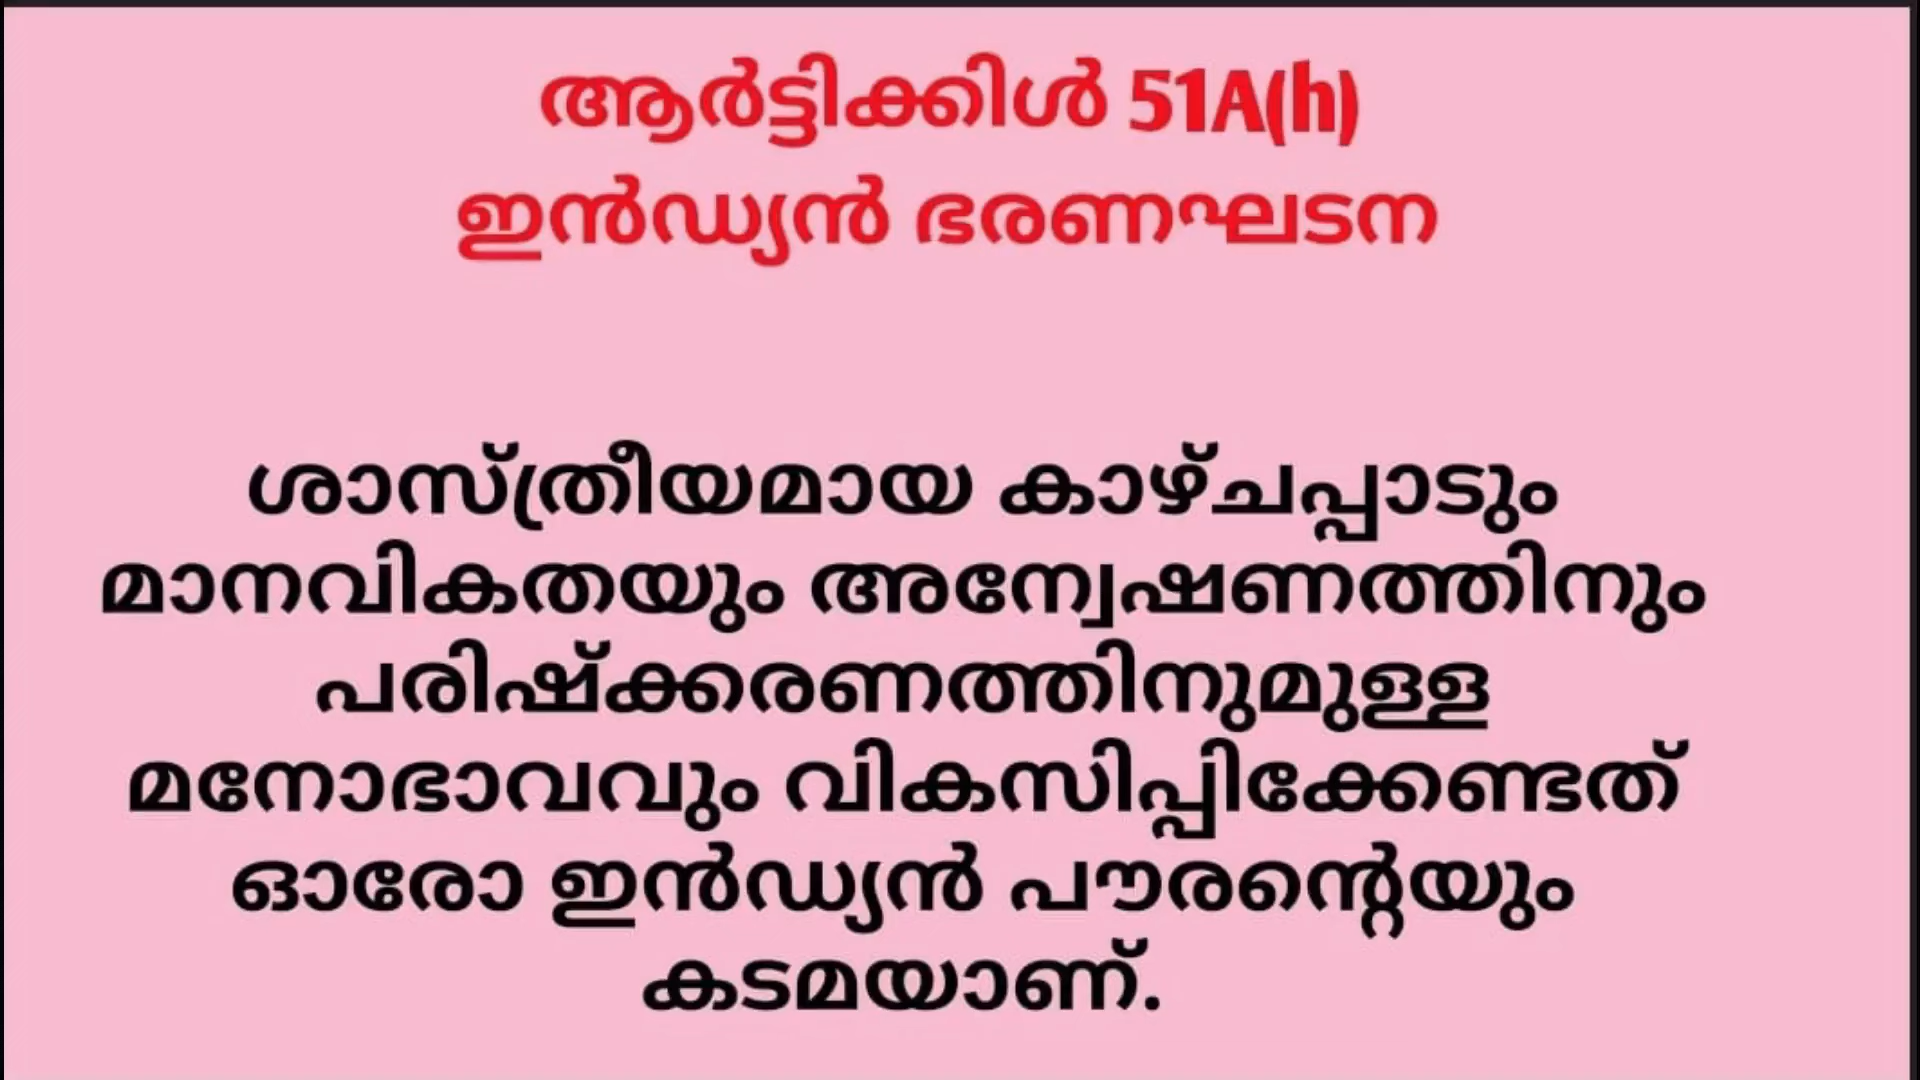 ആർട്ടിക്കിൾ 51A(h)
ഇൻഡ്യൻ ഭരണഘടന
ശാസ്ത്രീയമായ കാഴ്ചപ്പാടും
മാനവികതയും അന്വേഷണത്തിനും
പരിഷ്ക്കരണത്തിനുമുള്ള
മനോഭാവവും വികസിപ്പിക്കേണ്ടത്
ഓരോ ഇൻഡ്യൻ പൗരന്റെയും
കടമയാണ്.